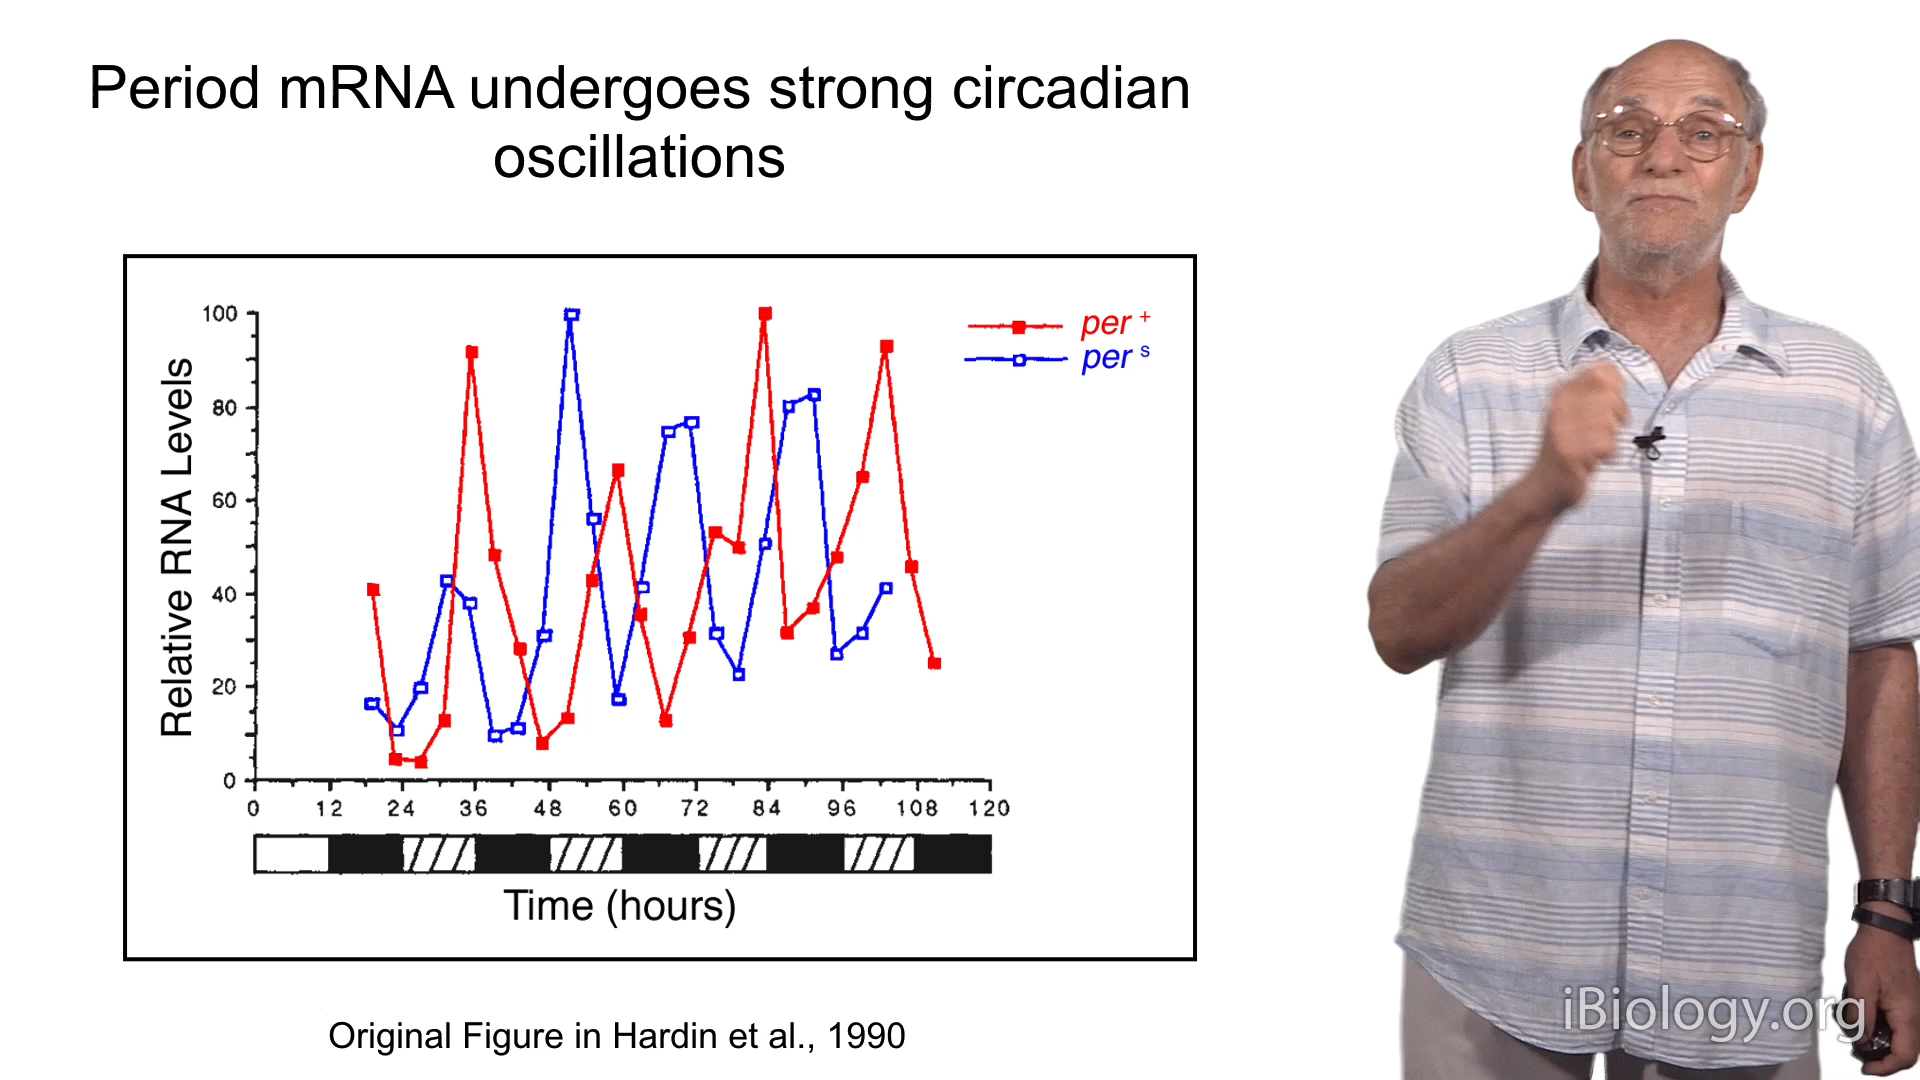 Period mRNA undergoes strong circadian
oscillations
per +
per s
Relative RNA Levels
100
80
60
40
20
0
0 12 24 36 48 60 72 84 96 108 120
Time (hours)
Original Figure in Hardin et al., 1990
iBiology.org